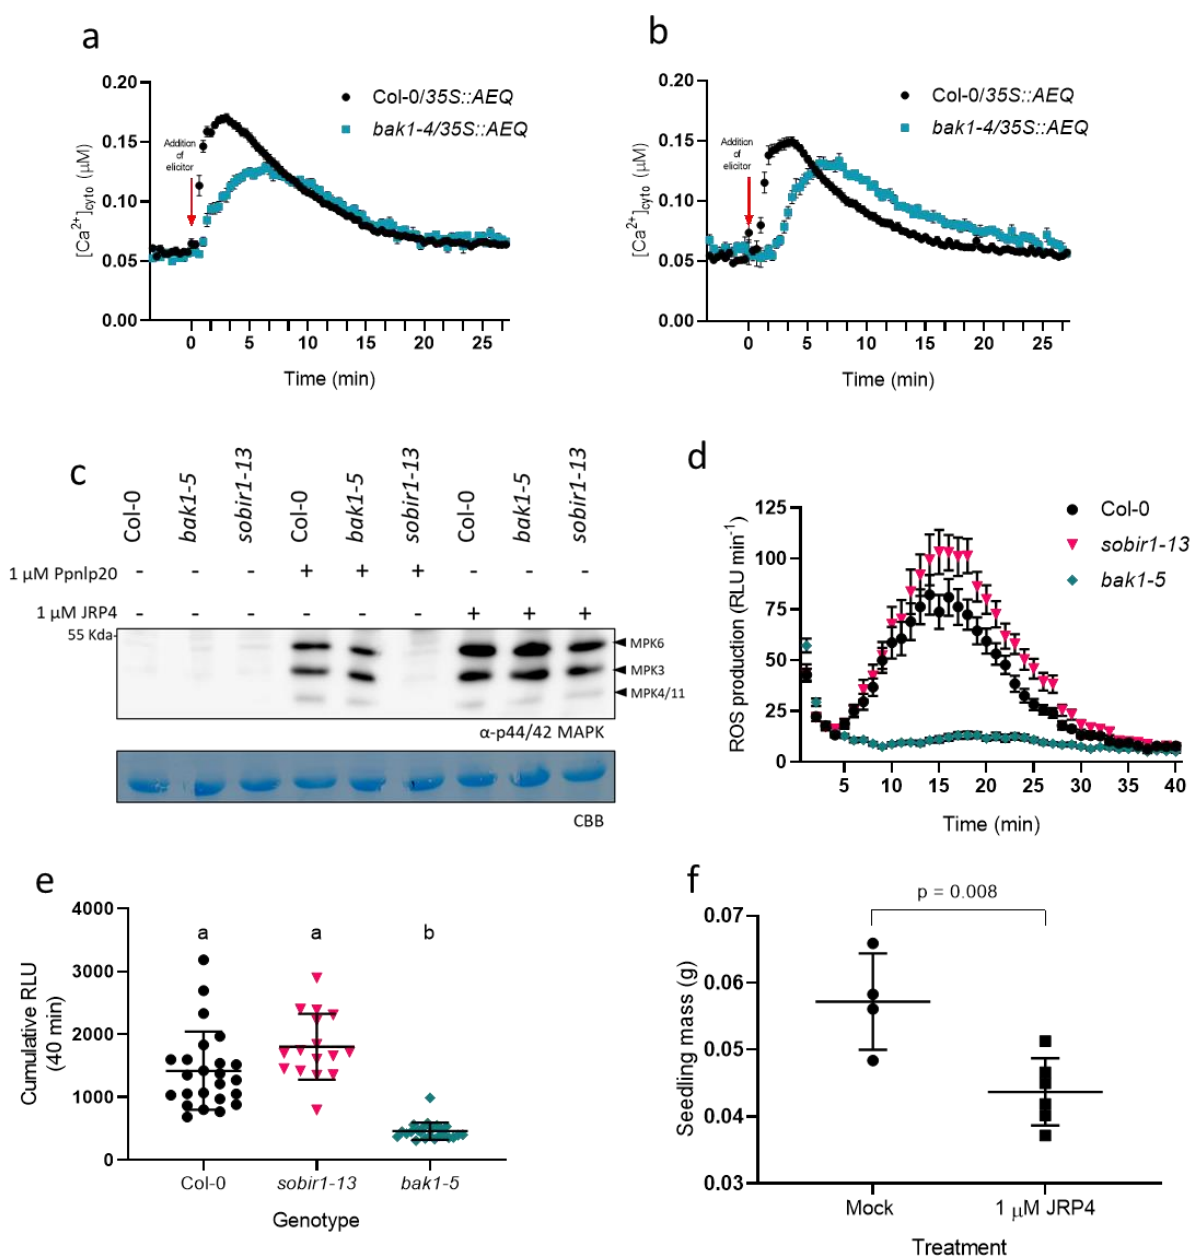 a
0.20
0.15
0.10
0.05
0.00
[Ca2+]cyto (μM)
Addition
of
elicitor
Col-0/35S::AEQ
bak1-4/35S::AEQ
0 5 10 15 20 25
Time (min)
b
0.20
0.15
0.10
0.05
0.00
[Ca2+]cyto (μM)
Addition
of
elicitor
Col-0/35S::AEQ
bak1-4/35S::AEQ
0 5 10 15 20 25
Time (min)
c
Col-0 bak1-5 sobir1-13 Col-0 bak1-5 sobir1-13 Col-0 bak1-5 sobir1-13
1 μM Ppnlp20 - - - + + + - - -
1 μM JRP4 - - - - - - + + +
55 Kda-
MPK6
MPK3
MPK4/11
α-p44/42 MAPK
CBB
d
125
100
75
50
25
0
ROS production (RLU min-1)
Col-0
sobir1-13
bak1-5
5 10 15 20 25 30 35 40
Time (min)
e
4000
3000
2000
1000
0
Cumulative RLU
(40 min)
a a b
Col-0 sobir1-13 bak1-5
Genotype
f
p = 0.008
0.07
0.06
0.05
0.04
0.03
Seedling mass (g)
Mock 1 μM JRP4
Treatment